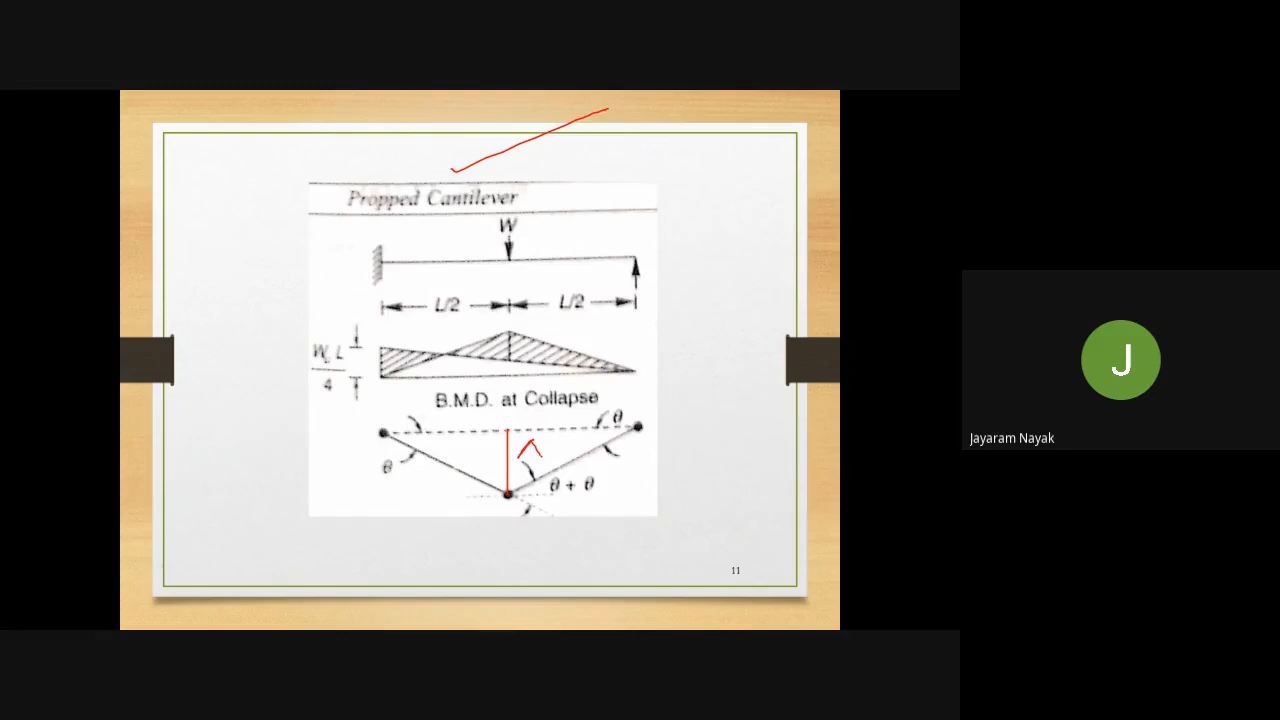 Propped Cantilever
W
L/2 L/2
W L
4
B.M.D. at Collapse
θ
θ
θ + θ
11
J
Jayaram Nayak